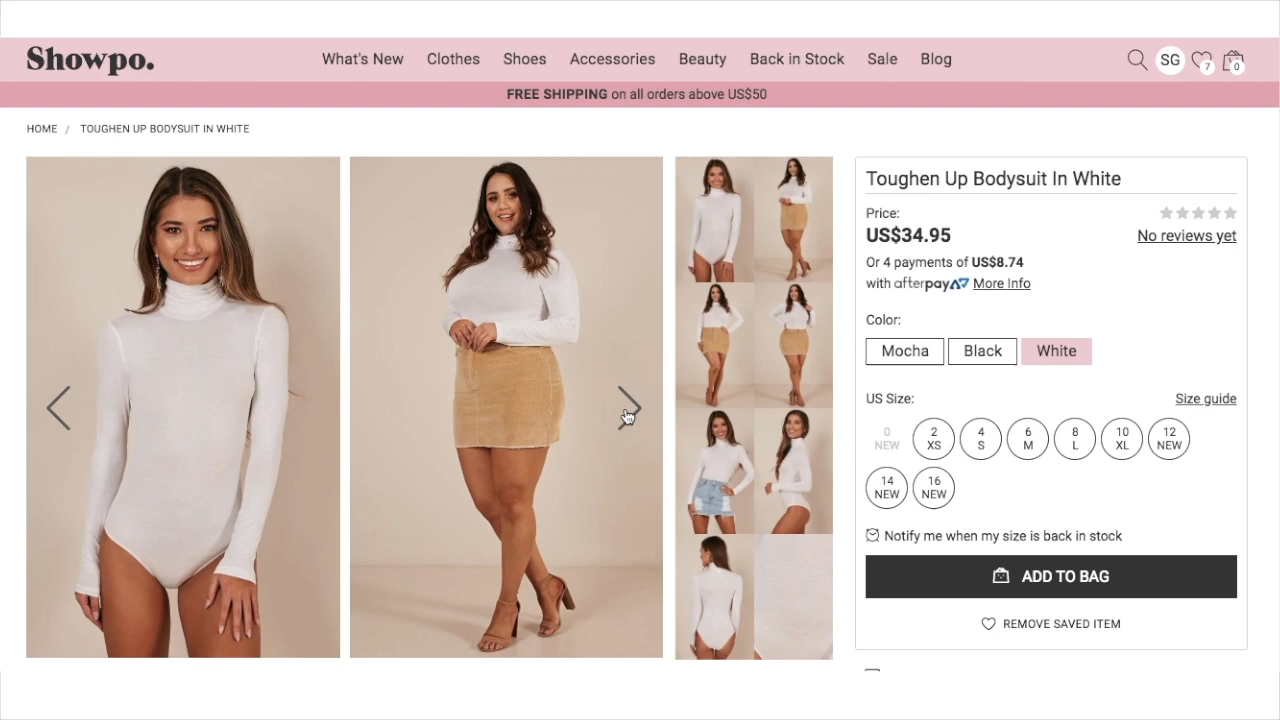 Showpo.
What's New Clothes Shoes Accessories Beauty Back in Stock Sale Blog
SG 7 0
FREE SHIPPING on all orders above US$50
HOME / TOUGHEN UP BODYSUIT IN WHITE
Toughen Up Bodysuit In White
Price:
US$34.95 No reviews yet
Or 4 payments of US$8.74
with afterpay More Info
Color:
Mocha Black White
US Size: Size guide
0 NEW
2 XS
4 S
6 M
8 L
10 XL
12 NEW
14 NEW
16 NEW
Notify me when my size is back in stock
ADD TO BAG
REMOVE SAVED ITEM